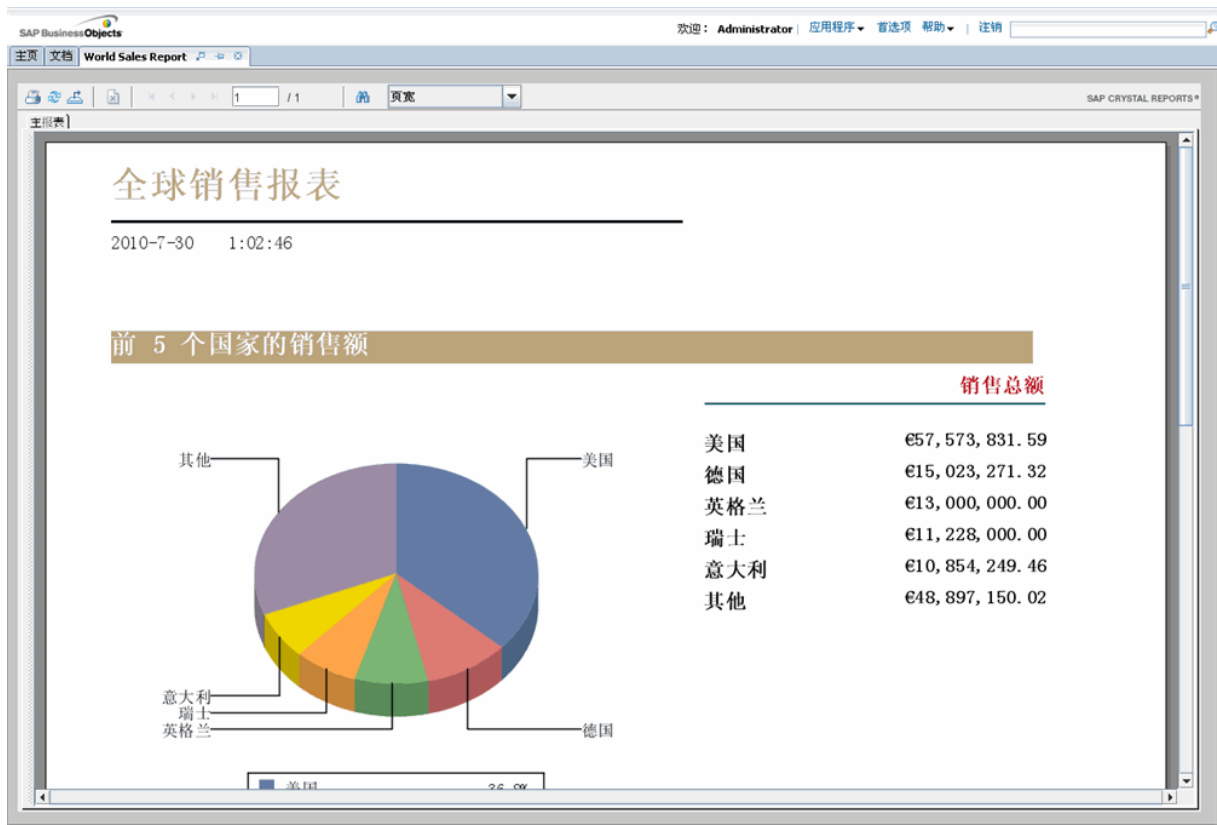 SAP BusinessObjects
欢迎： Administrator | 应用程序 首选项 帮助 | 注销
主页 文档 World Sales Report
1 / 1 页宽 SAP CRYSTAL REPORTS®
主报表
全球销售报表
2010-7-30 1:02:46
前 5 个国家的销售额
销售总额
美国 €57,573,831.59
德国 €15,023,271.32
英格兰 €13,000,000.00
瑞士 €11,228,000.00
意大利 €10,854,249.46
其他 €48,897,150.02
其他
美国
意大利
瑞士
英格兰
德国
美国 36.8%